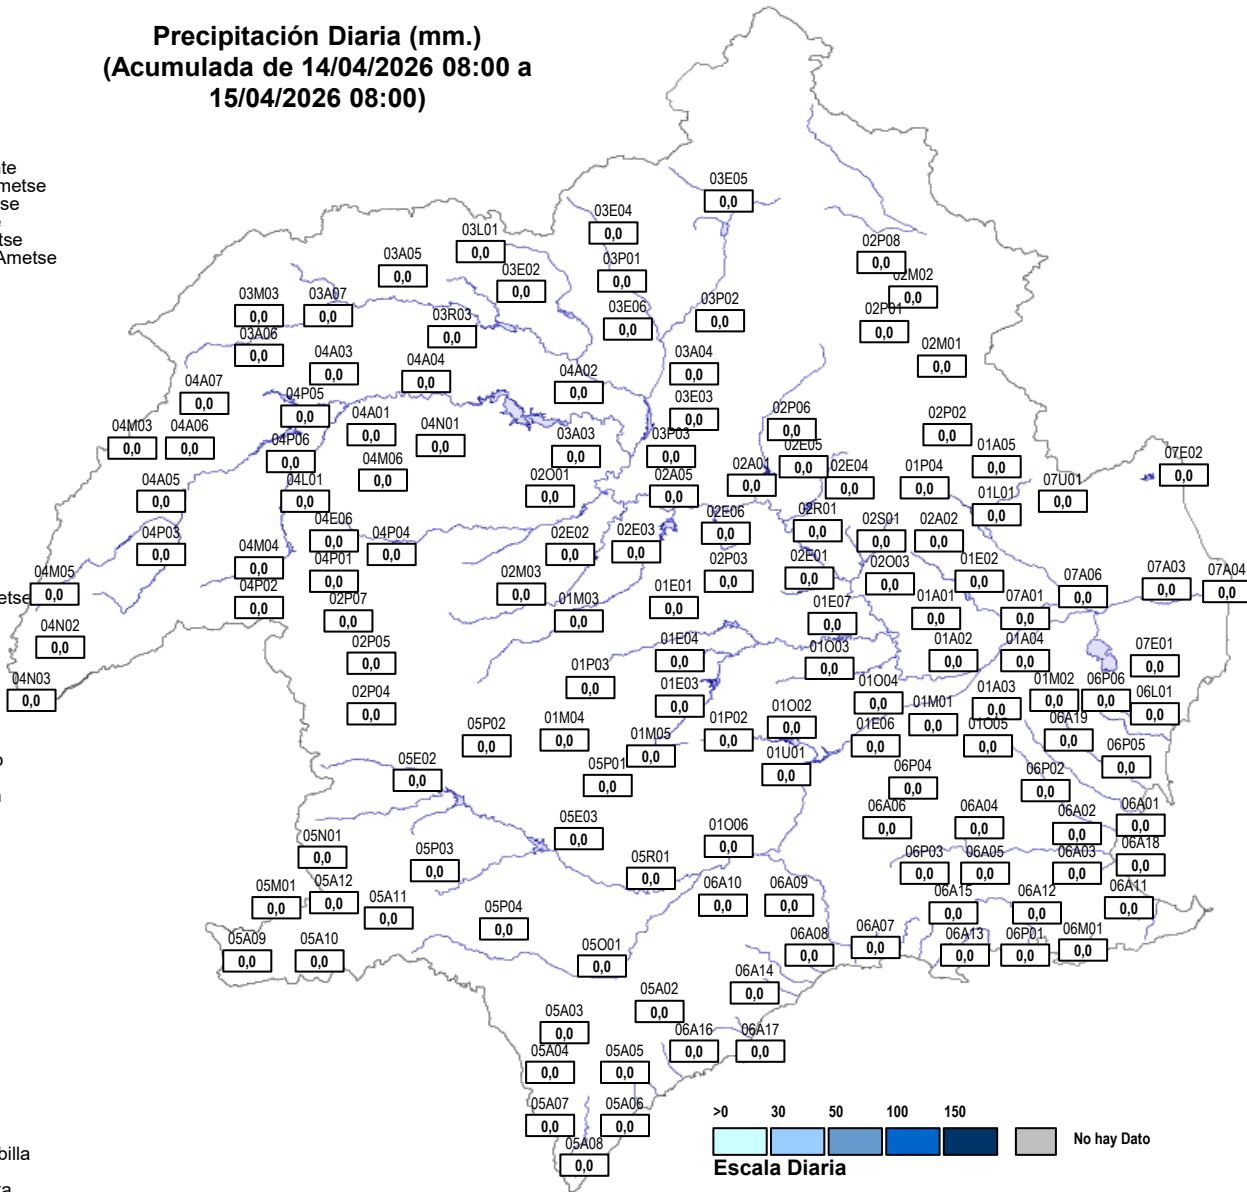 Precipitación Diaria (mm.)
(Acumulada de 14/04/2026 08:00 a
15/04/2026 08:00)
03E05
0,0
03E04
0,0
03L01
0,0
03A05
0,0
03P01
0,0
03E02
0,0
02P08
0,0
02M02
0,0
03M03
0,0
03A07
0,0
03R03
0,0
03E06
0,0
03P02
0,0
02P01
0,0
03A06
0,0
04A03
0,0
04A04
0,0
04A02
0,0
03A04
0,0
02M01
0,0
04A07
0,0
04P05
0,0
03E03
0,0
04M03
0,0
04A06
0,0
04A01
0,0
04N01
0,0
02P06
0,0
02P02
0,0
04P06
0,0
03A03
0,0
03P03
0,0
02E05
0,0
01A05
0,0
07E02
0,0
04M06
0,0
02A01
0,0
02E04
0,0
01P04
0,0
04A05
0,0
04L01
0,0
02O01
0,0
02A05
0,0
01L01
0,0
07U01
0,0
04E06
0,0
04P04
0,0
02E02
0,0
02E03
0,0
02E06
0,0
02R01
0,0
02S01
0,0
02A02
0,0
04P03
0,0
04M04
0,0
04P01
0,0
02P03
0,0
02E01
0,0
02O03
0,0
01E02
0,0
04M05
0,0
04P02
0,0
02P07
0,0
02M03
0,0
01M03
0,0
01E01
0,0
01E07
0,0
01A01
0,0
07A01
0,0
07A06
0,0
07A03
0,0
07A04
0,0
04N02
0,0
02P05
0,0
01E04
0,0
01O03
0,0
01A02
0,0
01A04
0,0
07E01
0,0
04N03
0,0
02P04
0,0
01P03
0,0
01E03
0,0
01O04
0,0
01M01
0,0
01A03
0,0
01M02
0,0
06P06
0,0
06L01
0,0
05P02
0,0
01M04
0,0
01M05
0,0
01P02
0,0
01O02
0,0
01E06
0,0
01O05
0,0
06A19
0,0
05E02
0,0
05P01
0,0
01U01
0,0
06P04
0,0
06P02
0,0
06P05
0,0
05E03
0,0
01O06
0,0
06A06
0,0
06A04
0,0
06A02
0,0
06A01
0,0
05N01
0,0
05P03
0,0
05R01
0,0
06P03
0,0
06A05
0,0
06A03
0,0
06A18
0,0
05M01
0,0
05A12
0,0
05A11
0,0
06A10
0,0
06A09
0,0
06A15
0,0
06A12
0,0
06A11
0,0
05A09
0,0
05A10
0,0
05P04
0,0
05O01
0,0
06A08
0,0
06A07
0,0
06A13
0,0
06P01
0,0
06M01
0,0
05A02
0,0
06A14
0,0
05A03
0,0
06A16
0,0
06A17
0,0
05A04
0,0
05A05
0,0
05A07
0,0
05A06
0,0
05A08
0,0
>0 30 50 100 150
No hay Dato
Escala Diaria